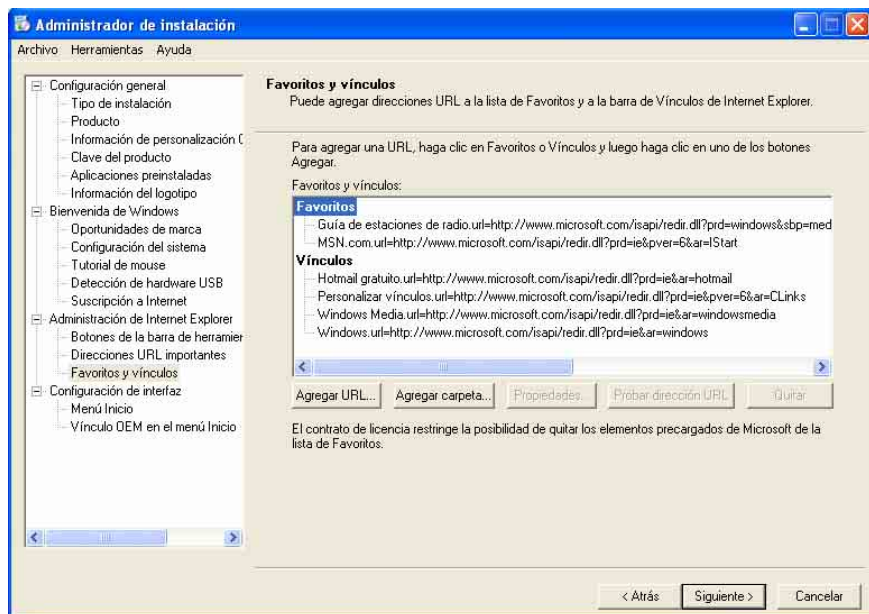 Administrador de instalación
Archivo Herramientas Ayuda
Configuración general
Tipo de instalación
Producto
Información de personalización
Clave del producto
Aplicaciones preinstaladas
Información del logotipo
Bienvenida de Windows
Oportunidades de marca
Configuración del sistema
Tutorial de mouse
Detección de hardware USB
Suscripción a Internet
Administración de Internet Explorer
Botones de la barra de herramier
Direcciones URL importantes
Favoritos y vínculos
Configuración de interfaz
Menú Inicio
Vínculo OEM en el menú Inicio
Favoritos y vínculos
Puede agregar direcciones URL a la lista de Favoritos y a la barra de Vínculos de Internet Explorer.
Para agregar una URL, haga clic en Favoritos o Vínculos y luego haga clic en uno de los botones
Agregar.
Favoritos y vínculos:
Favoritos
Guía de estaciones de radio.url=http://www.microsoft.com/isapi/redir.dll?prd=windows&sbp=med
MSN.com.url=http://www.microsoft.com/isapi/redir.dll?prd=ie&pver=6&ar=IStart
Vínculos
Hotmail gratuito.url=http://www.microsoft.com/isapi/redir.dll?prd=ie&ar=hotmail
Personalizar vínculos.url=http://www.microsoft.com/isapi/redir.dll?prd=ie&pver=6&ar=CLinks
Windows Media.url=http://www.microsoft.com/isapi/redir.dll?prd=ie&ar=windowsmedia
Windows.url=http://www.microsoft.com/isapi/redir.dll?prd=ie&ar=windows
Agregar URL... Agregar carpeta... Propiedades... Probar dirección URL Quitar
El contrato de licencia restringe la posibilidad de quitar los elementos precargados de Microsoft de la
lista de Favoritos.
< Atrás Siguiente > Cancelar